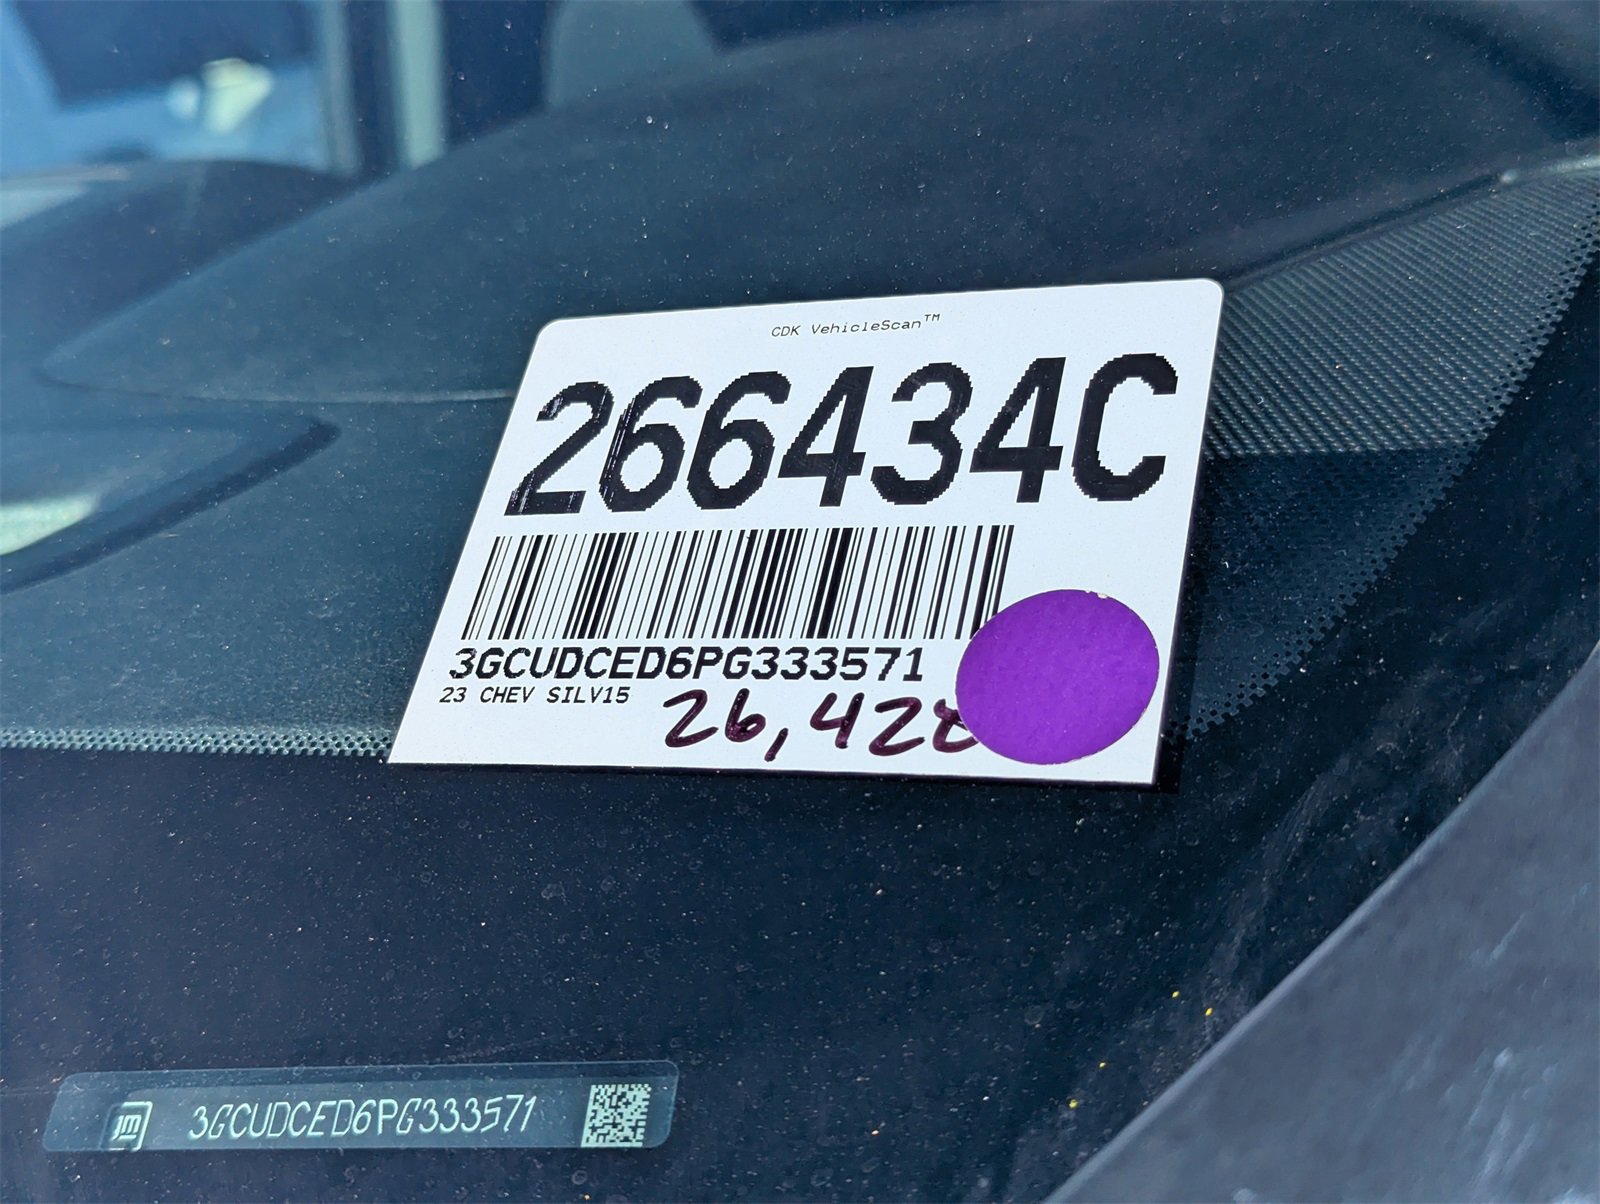 CDK VehicleScan™
266434C
3GCUDCED6PG333571
23 CHEV SILV15
3GCUDCED6PG333571